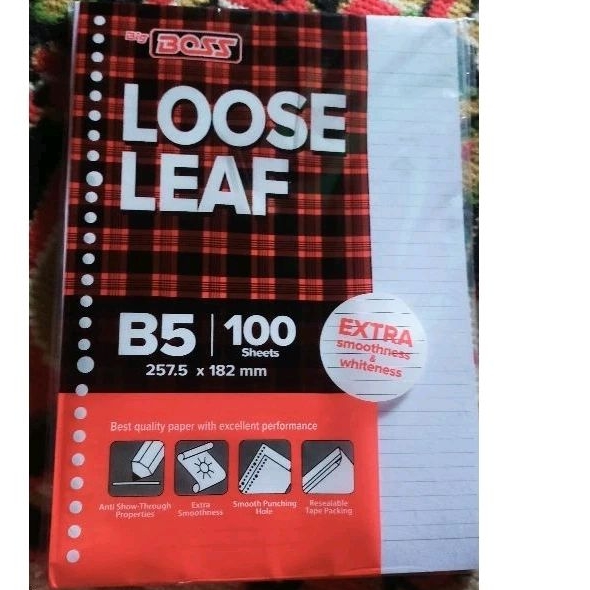 Big BOSS
LOOSE
LEAF
B5 | 100
Sheets
257.5 x 182 mm
EXTRA
smoothness
&
whiteness
Best quality paper with excellent performance
Anti Show-Through
Properties
Extra
Smoothness
Smooth Punching
Hole
Resealable
Tape Packing